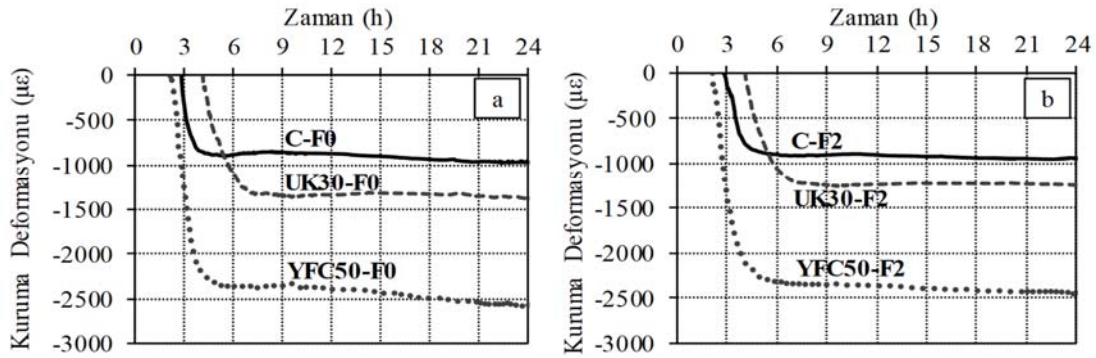 Zaman (h)
0 3 6 9 12 15 18 21 24
0
-500
-1000
-1500
-2000
-2500
-3000
Kuruma Deformasyonu (με)
a
C-F0
UK30-F0
YFC50-F0
Zaman (h)
0 3 6 9 12 15 18 21 24
0
-500
-1000
-1500
-2000
-2500
-3000
Kuruma Deformasyonu (με)
b
C-F2
UK30-F2
YFC50-F2